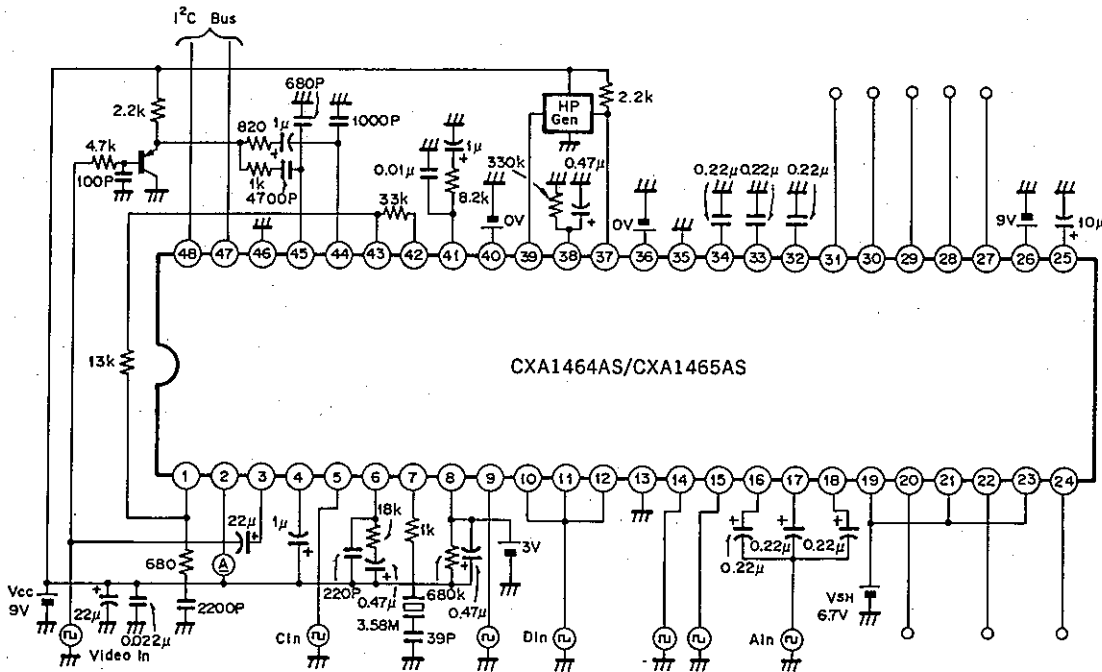 I²C Bus
680P
2.2k
1μ
1000P
HP
Gen
2.2k
820
1μ
4.7k
100P
1k
4700P
0.01μ
8.2k
330k
0.47μ
0.22μ
0.22μ
0.22μ
33k
0V
0V
9V
10μ
48
47
46
45
44
43
42
41
40
39
38
37
36
35
34
33
32
31
30
29
28
27
26
25
13k
CXA1464AS/CXA1465AS
1
2
3
4
5
6
7
8
9
10
11
12
13
14
15
16
17
18
19
20
21
22
23
24
22μ
1μ
18k
1k
3V
680
A
220P
0.47μ
680k
0.47μ
0.22μ
0.22μ
0.22μ
Vcc
9V
22μ
0.022μ
2200P
3.58M
39P
VSH
6.7V
Video In
CIn
DIn
AIn